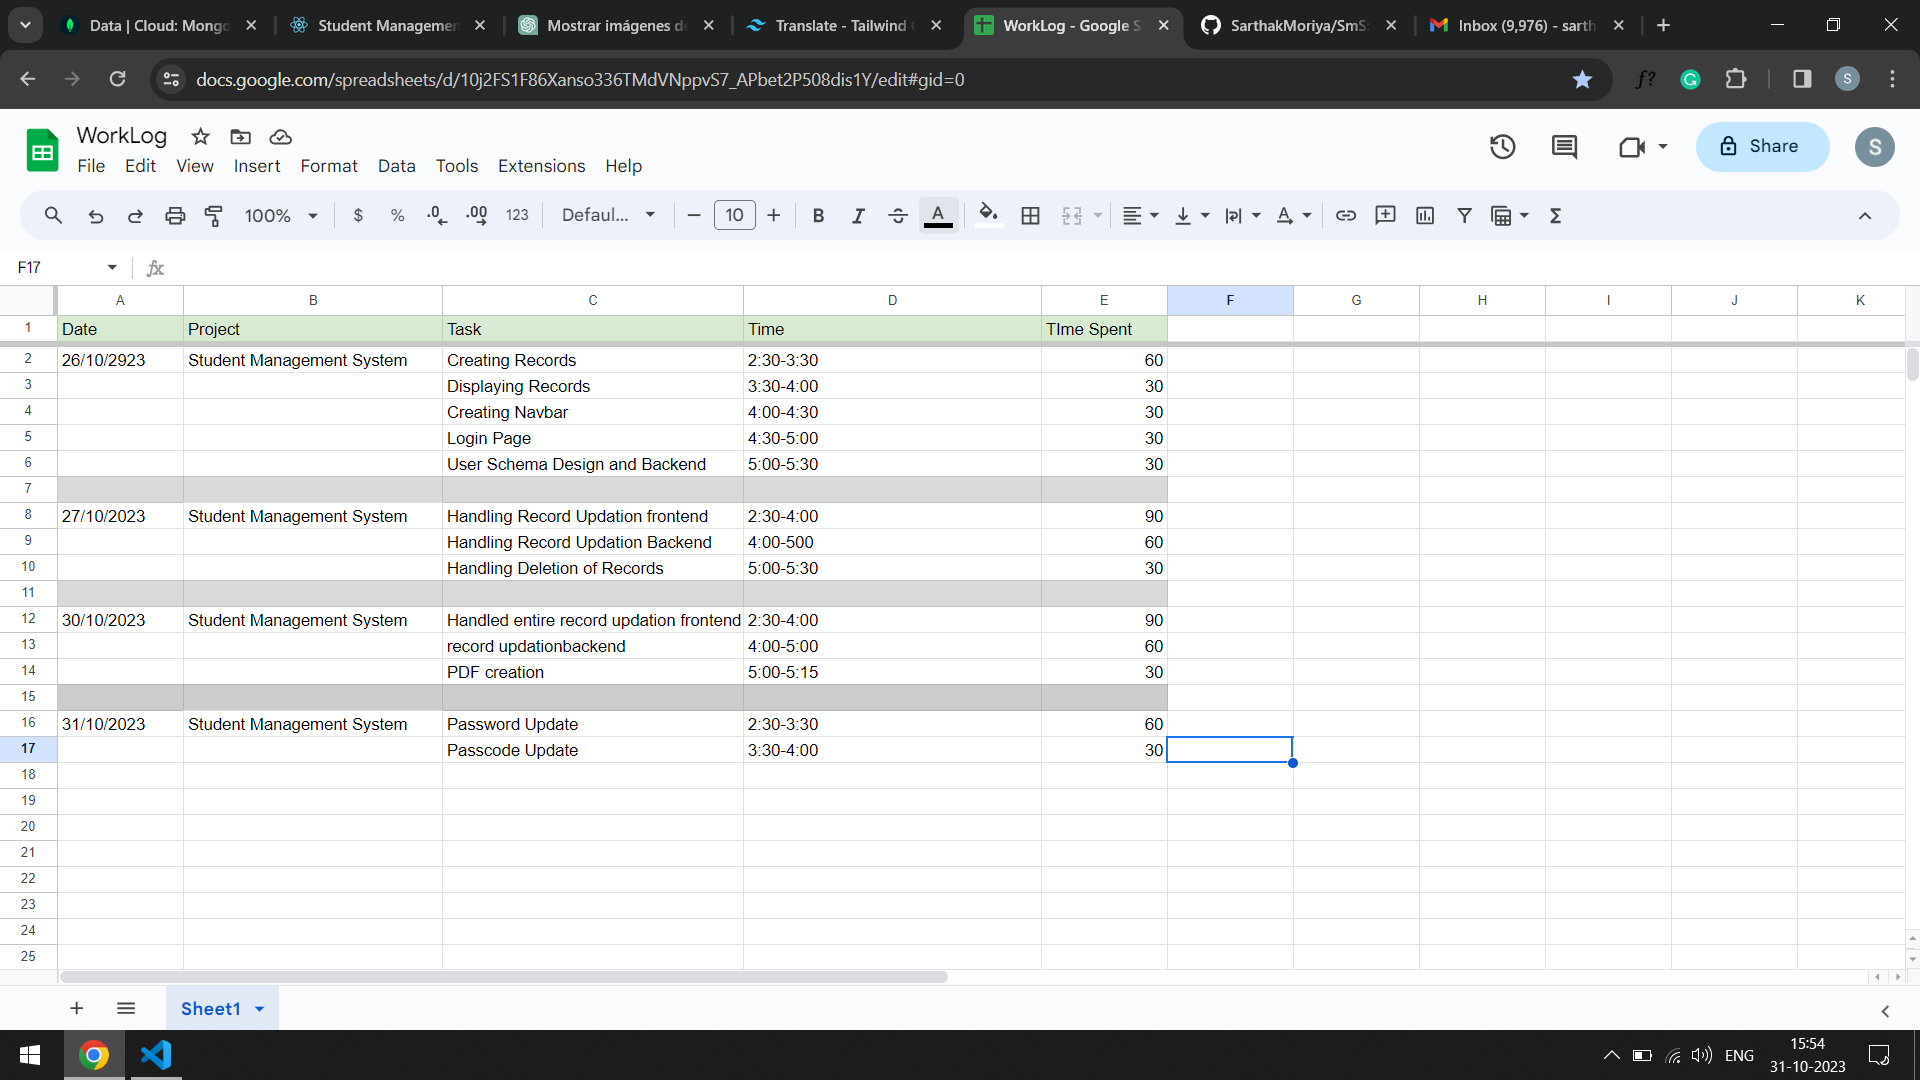 Data | Cloud: Mongo
Student Managemen
Mostrar imágenes de
Translate - Tailwind
WorkLog - Google S
SarthakMoriya/SmS
Inbox (9,976) - sarth
docs.google.com/spreadsheets/d/10j2FS1F86Xanso336TMdVNppvS7_APbet2P508dis1Y/edit#gid=0
f?
S
WorkLog
File Edit View Insert Format Data Tools Extensions Help
Share
S
100% $ % .0 .00 123 Defaul... 10 B I A
F17 fx
A B C D E F G H I J K
1 Date Project Task Time TIme Spent
2 26/10/2923 Student Management System Creating Records 2:30-3:30 60
3 Displaying Records 3:30-4:00 30
4 Creating Navbar 4:00-4:30 30
5 Login Page 4:30-5:00 30
6 User Schema Design and Backend 5:00-5:30 30
7
8 27/10/2023 Student Management System Handling Record Updation frontend 2:30-4:00 90
9 Handling Record Updation Backend 4:00-500 60
10 Handling Deletion of Records 5:00-5:30 30
11
12 30/10/2023 Student Management System Handled entire record updation frontend 2:30-4:00 90
13 record updationbackend 4:00-5:00 60
14 PDF creation 5:00-5:15 30
15
16 31/10/2023 Student Management System Password Update 2:30-3:30 60
17 Passcode Update 3:30-4:00 30
18
19
20
21
22
23
24
25
Sheet1
ENG
15:54
31-10-2023